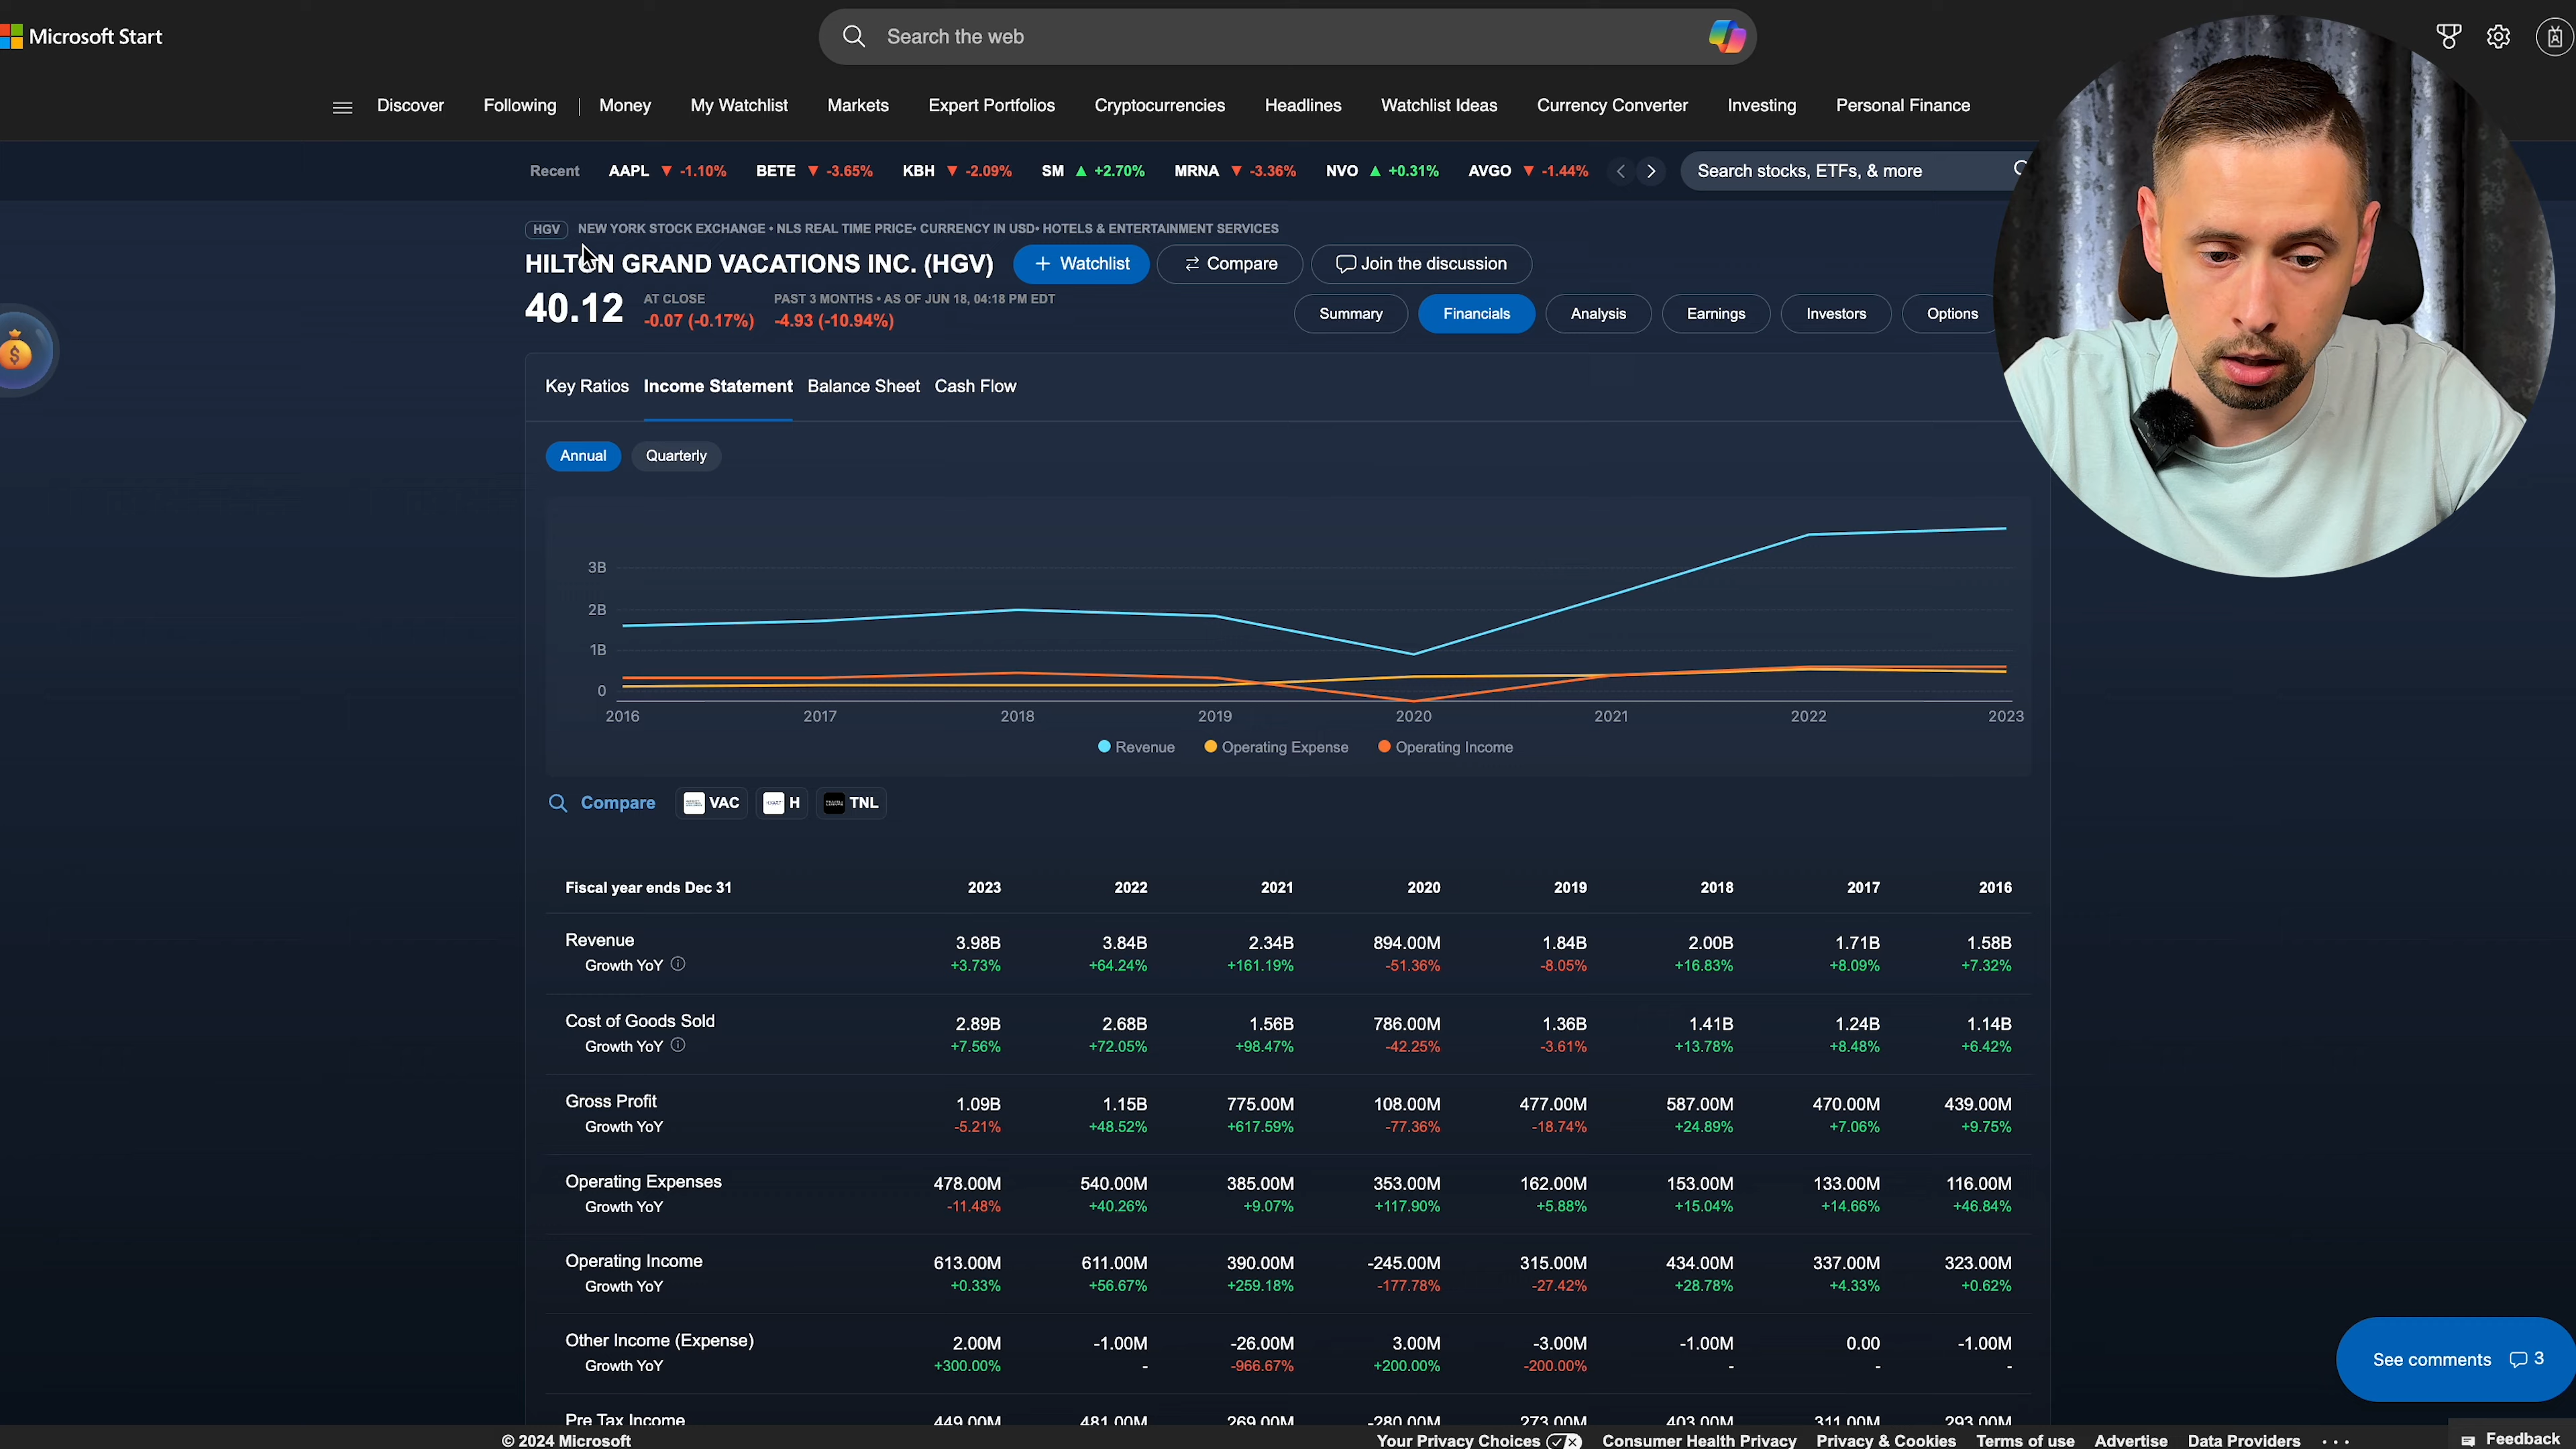 Microsoft Start
Search the web
Discover Following | Money My Watchlist Markets Expert Portfolios Cryptocurrencies Headlines Watchlist Ideas Currency Converter Investing Personal Finance
Recent AAPL ▼ -1.10% BETE ▼ -3.65% KBH ▼ -2.09% SM ▲ +2.70% MRNA ▼ -3.36% NVO ▲ +0.31% AVGO ▼ -1.44% Search stocks, ETFs, & more
HGV NEW YORK STOCK EXCHANGE • NLS REAL TIME PRICE• CURRENCY IN USD• HOTELS & ENTERTAINMENT SERVICES
HILTON GRAND VACATIONS INC. (HGV) + Watchlist Compare Join the discussion
40.12 AT CLOSE PAST 3 MONTHS • AS OF JUN 18, 04:18 PM EDT
-0.07 (-0.17%) -4.93 (-10.94%)
Summary Financials Analysis Earnings Investors Options
Key Ratios Income Statement Balance Sheet Cash Flow
Annual Quarterly
3B
2B
1B
0
2016 2017 2018 2019 2020 2021 2022 2023
Revenue Operating Expense Operating Income
Compare VAC H TNL
Fiscal year ends Dec 31 2023 2022 2021 2020 2019 2018 2017 2016
Revenue 3.98B 3.84B 2.34B 894.00M 1.84B 2.00B 1.71B 1.58B
Growth YoY +3.73% +64.24% +161.19% -51.36% -8.05% +16.83% +8.09% +7.32%
Cost of Goods Sold 2.89B 2.68B 1.56B 786.00M 1.36B 1.41B 1.24B 1.14B
Growth YoY +7.56% +72.05% +98.47% -42.25% -3.61% +13.78% +8.48% +6.42%
Gross Profit 1.09B 1.15B 775.00M 108.00M 477.00M 587.00M 470.00M 439.00M
Growth YoY -5.21% +48.52% +617.59% -77.36% -18.74% +24.89% +7.06% +9.75%
Operating Expenses 478.00M 540.00M 385.00M 353.00M 162.00M 153.00M 133.00M 116.00M
Growth YoY -11.48% +40.26% +9.07% +117.90% +5.88% +15.04% +14.66% +46.84%
Operating Income 613.00M 611.00M 390.00M -245.00M 315.00M 434.00M 337.00M 323.00M
Growth YoY +0.33% +56.67% +259.18% -177.78% -27.42% +28.78% +4.33% +0.62%
Other Income (Expense) 2.00M -1.00M -26.00M 3.00M -3.00M -1.00M 0.00 -1.00M
Growth YoY +300.00% - -966.67% +200.00% -200.00% - - -
See comments 3
Pre Tax Income 449.00M 481.00M 269.00M -280.00M 273.00M 403.00M 311.00M 293.00M
© 2024 Microsoft Your Privacy Choices Consumer Health Privacy Privacy & Cookies Terms of use Advertise Data Providers ... Feedback